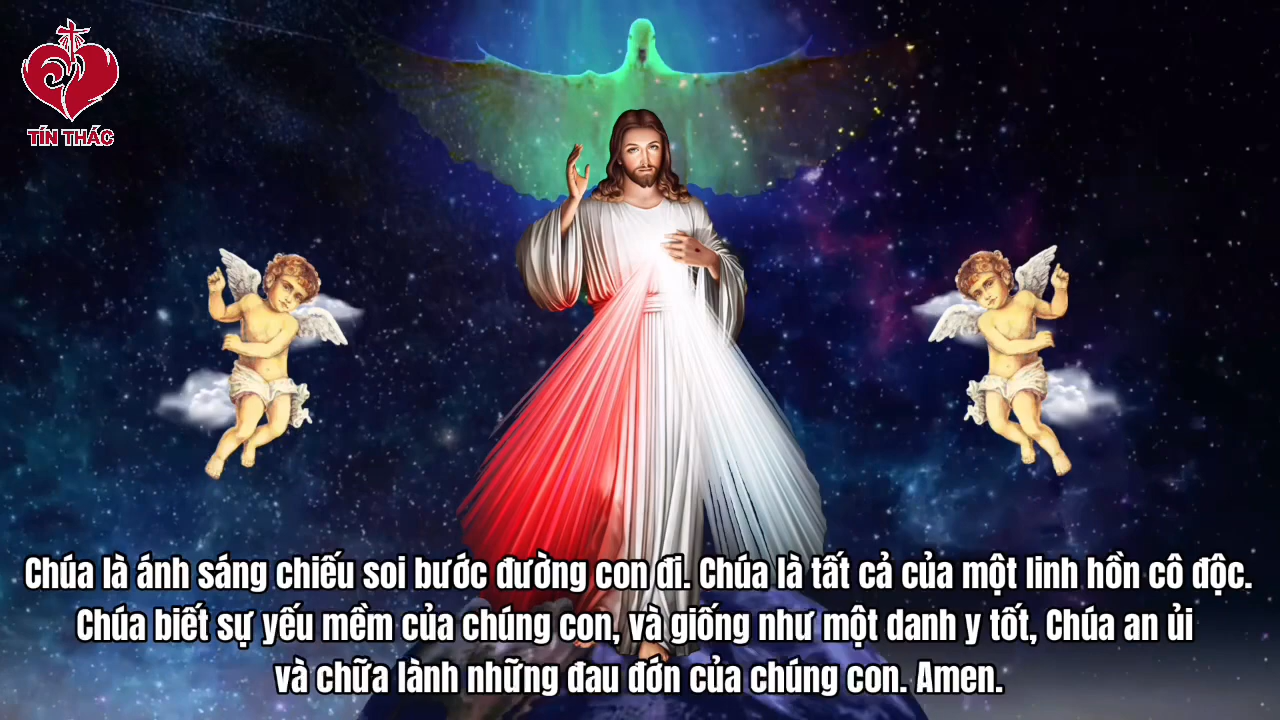 TÍN THÁC
Chúa là ánh sáng chiếu soi bước đường con đi. Chúa là tất cả của một linh hồn cô độc.
Chúa biết sự yếu mềm của chúng con, và giống như một danh y tốt, Chúa an ủi
và chữa lành những đau đớn của chúng con. Amen.